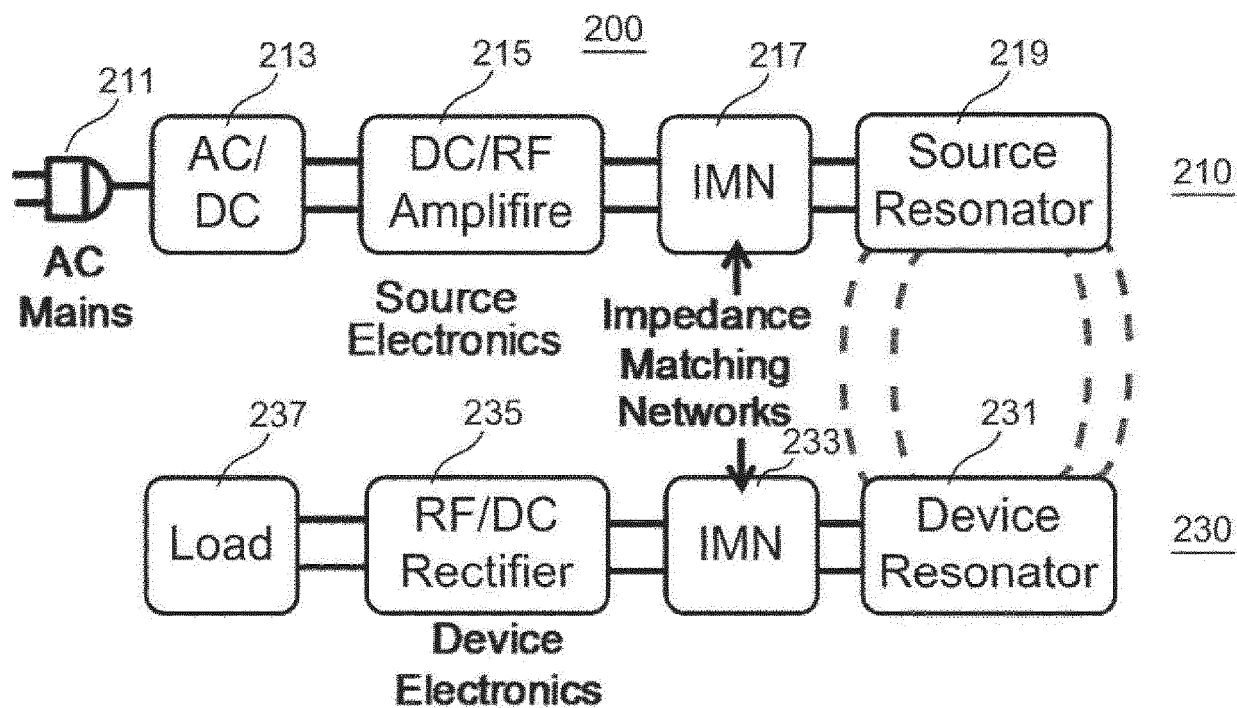 200
211
213
215
217
219
AC/
DC
DC/RF
Amplifire
IMN
Source
Resonator
210
AC
Mains
Source
Electronics
Impedance
Matching
Networks
237
235
233
231
Load
RF/DC
Rectifier
IMN
Device
Resonator
230
Device
Electronics